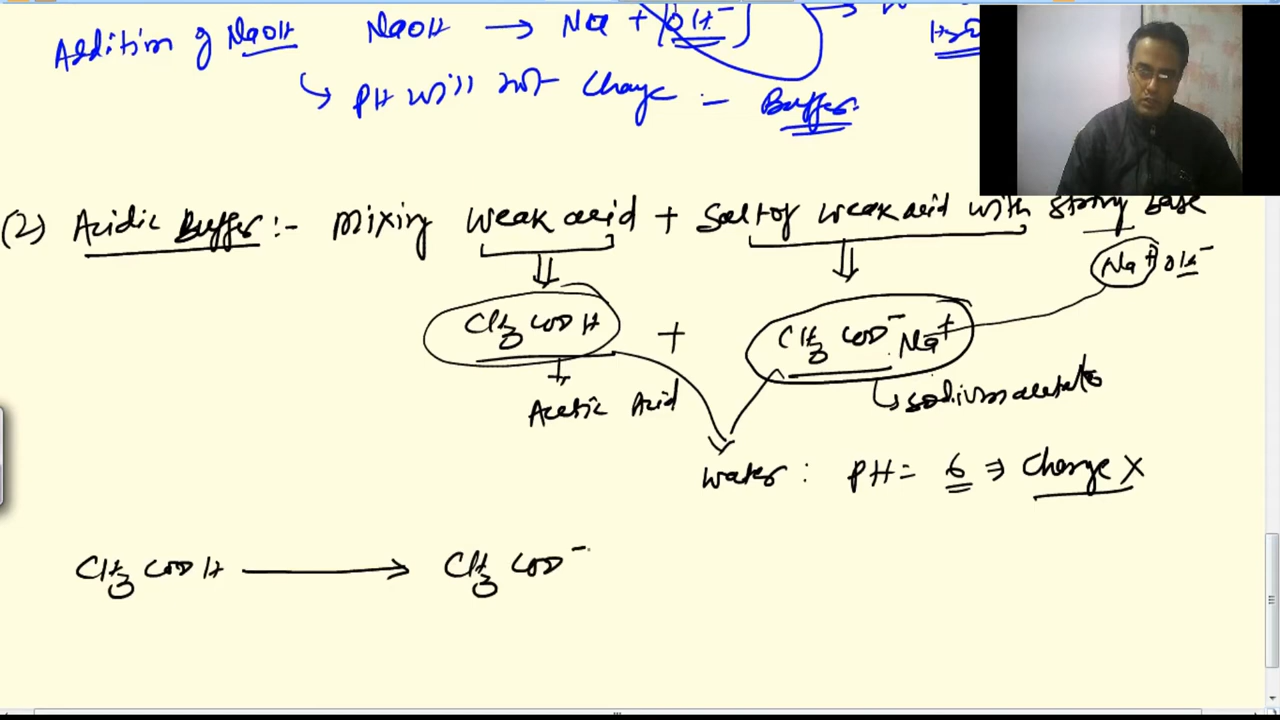 Addition of NaOH NaOH → Na + [OH⁻]
↳ PH will not change :- Buffer:
(2) Acidic Buffer :- Mixing weak acid + Salt of weak acid with strong base
Na⁺OH⁻
CH₃COOH + CH₃COO⁻Na⁺
Acetic Acid ↳ sodium acetate
Water : PH = 6 ⇒ Change X
CH₃COOH → CH₃COO⁻